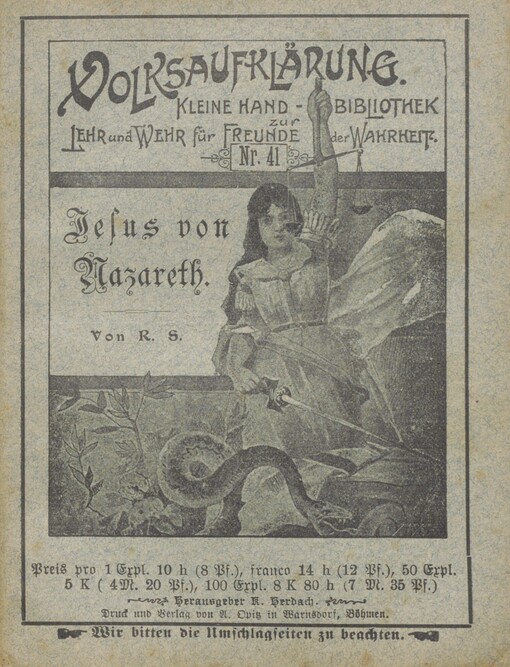 VOLKSAUFKLÄRUNG.
KLEINE HAND-BIBLIOTHEK
zur
LEHR und WEHR für FREUNDE der WAHRHEIT.
Nr. 41
Jesus von
Nazareth.
Von R. S.
Preis pro 1 Expl. 10 h (8 Pf.), franco 14 h (12 Pf.), 50 Expl.
5 K ( 4 M. 20 Pf.), 100 Expl. 8 K 80 h (7 M. 35 Pf.)
Herausgeber K. Herdach.
Druck und Verlag von A. Opitz in Warnsdorf, Böhmen.
Wir bitten die Umschlagseiten zu beachten.